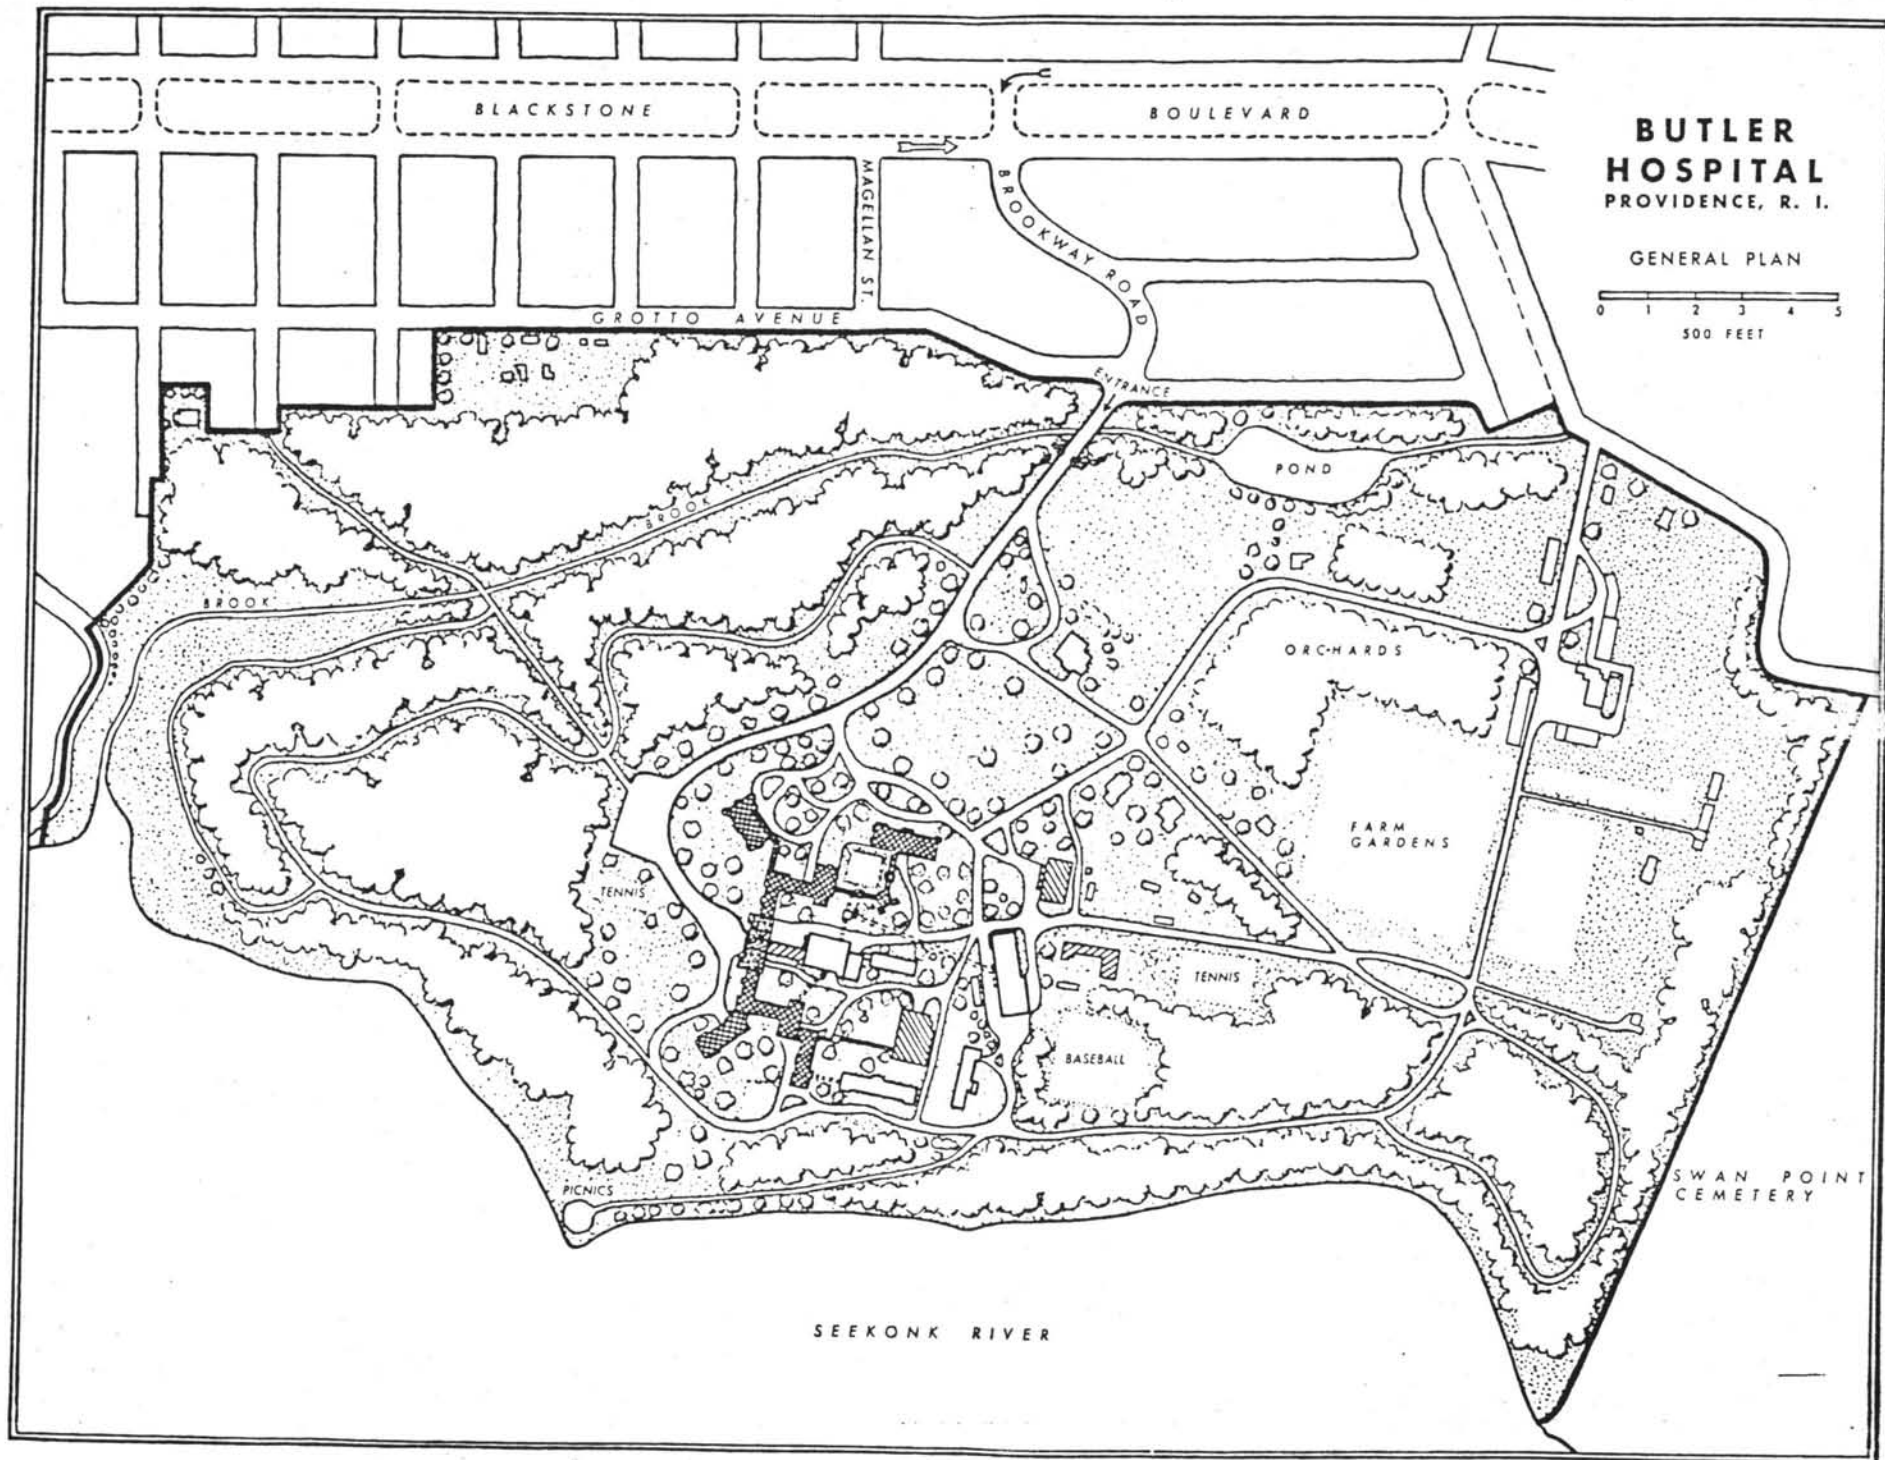 BLACKSTONE
BOULEVARD
BUTLER
HOSPITAL
PROVIDENCE, R. I.
GENERAL PLAN
0 1 2 3 4 5
500 FEET
MAGELLAN ST.
BROOKWAY ROAD
GROTTO AVENUE
ENTRANCE
POND
BROOK
BROOK
ORCHARDS
FARM
GARDENS
TENNIS
TENNIS
BASEBALL
PICNICS
SWAN POINT
CEMETERY
SEEKONK RIVER